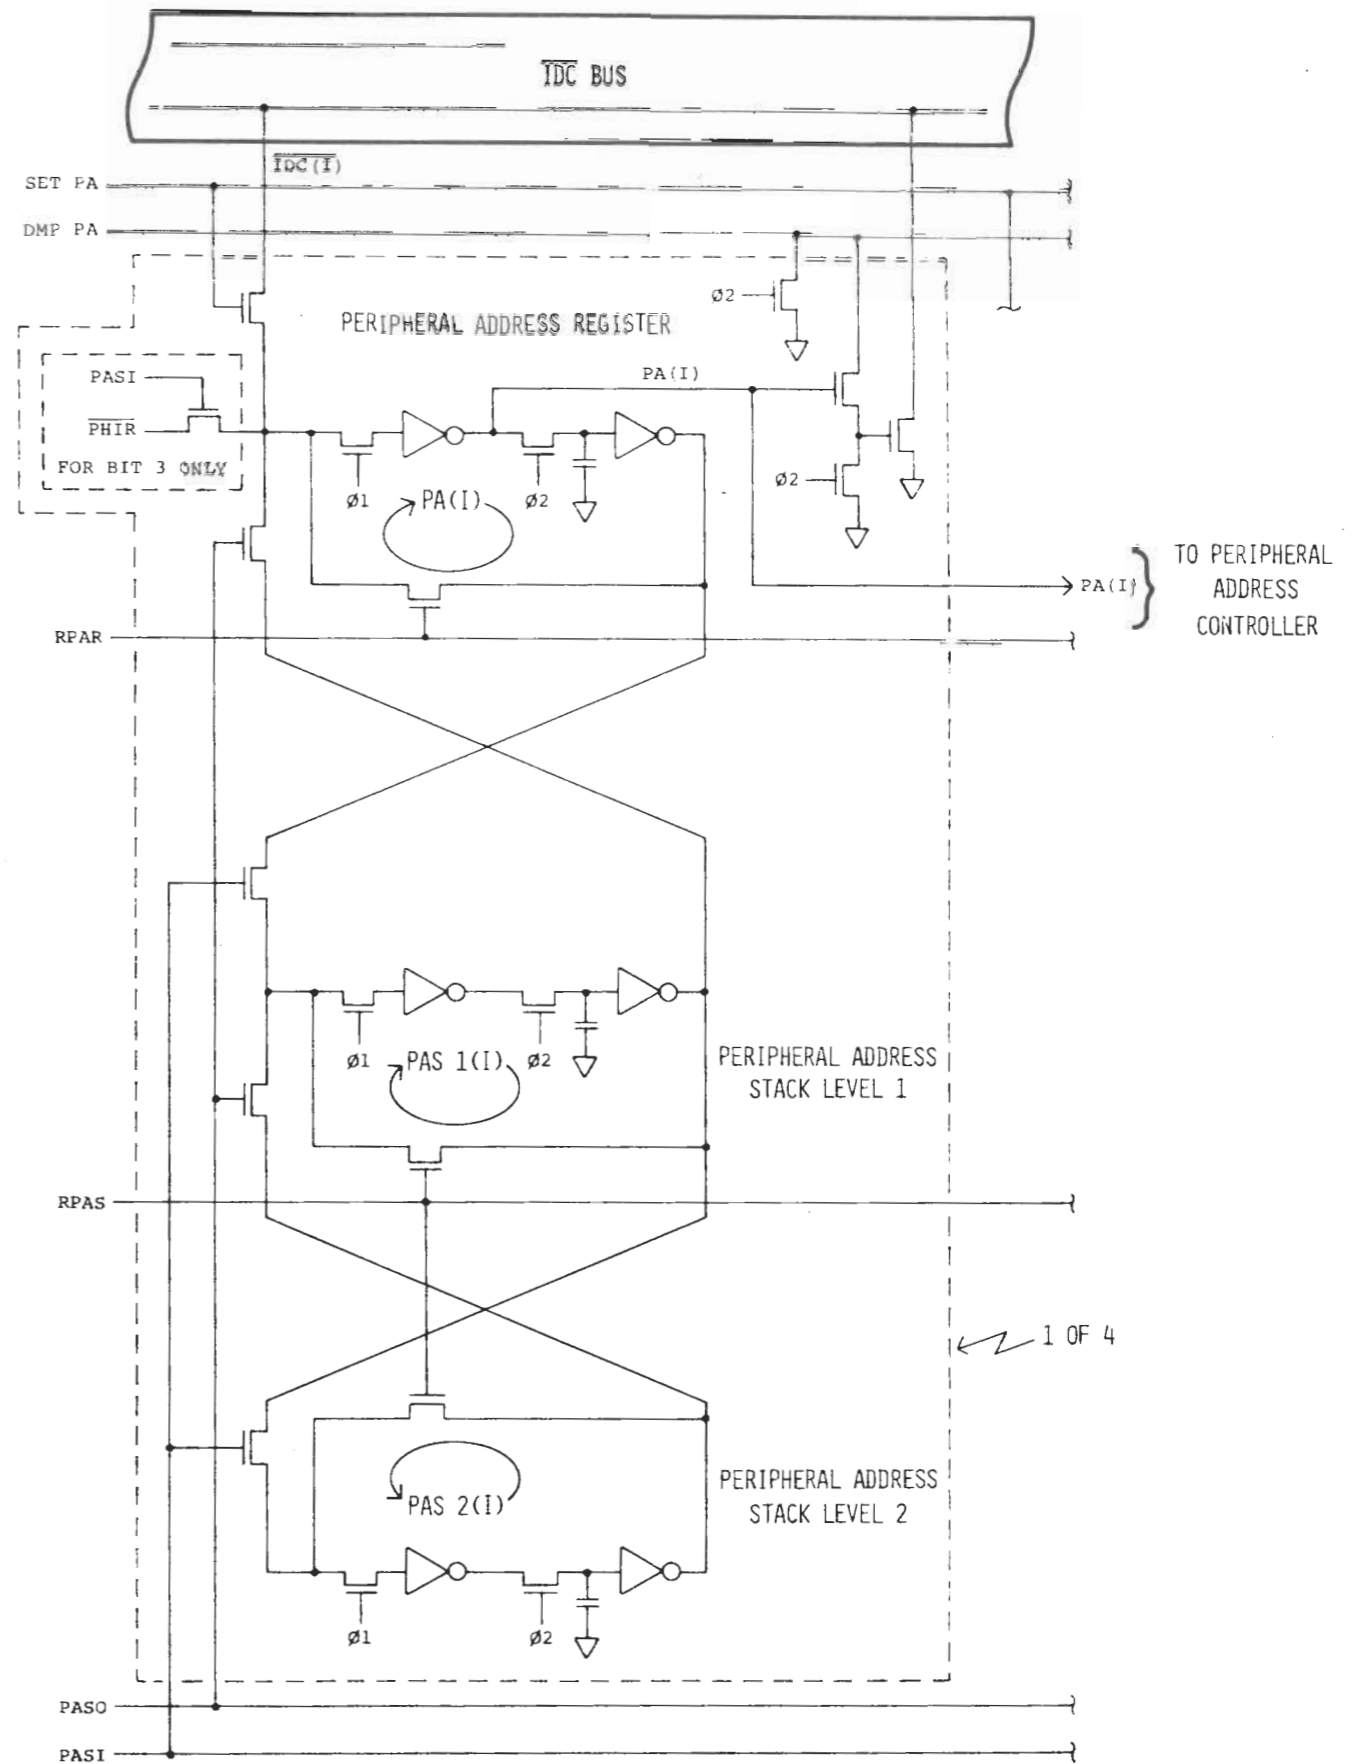 IDC BUS
IDC(I)
SET PA
DMP PA
Ø2
PERIPHERAL ADDRESS REGISTER
PASI
PA(I)
PHIR
FOR BIT 3 ONLY
Ø1
PA(I)
Ø2
Ø2
TO PERIPHERAL
ADDRESS
CONTROLLER
PA(I)
RPAR
Ø1
PAS 1(I)
Ø2
PERIPHERAL ADDRESS
STACK LEVEL 1
RPAS
1 OF 4
PAS 2(I)
PERIPHERAL ADDRESS
STACK LEVEL 2
Ø1
Ø2
PASO
PASI